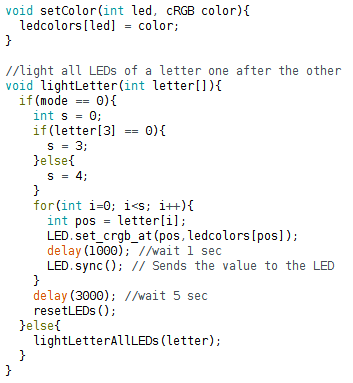 void setColor(int led, cRGB color){
  ledcolors[led] = color;
}

//light all LEDs of a letter one after the other
void lightLetter(int letter[]){
  if(mode == 0){
    int s = 0;
    if(letter[3] == 0){
      s = 3;
    }else{
      s = 4;
    }
    for(int i=0; i<s; i++){
      int pos = letter[i];
      LED.set_crgb_at(pos,ledcolors[pos]);
      delay(1000); //wait 1 sec
      LED.sync(); // Sends the value to the LED
    }
    delay(3000); //wait 5 sec
    resetLEDs();
  }else{
    lightLetterAllLEDs(letter);
  }
}